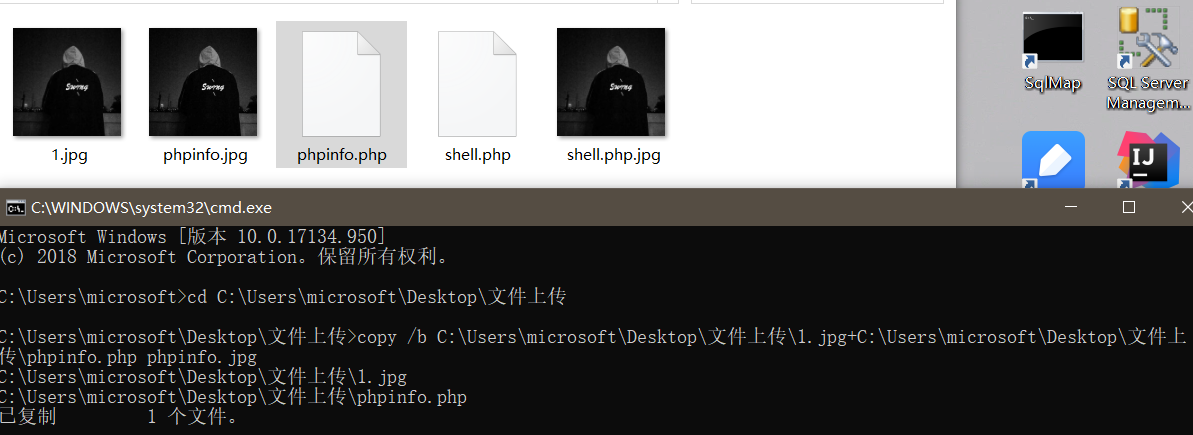 SqlMap
SQL Server
Managem...
Swing
Swing
Swing
1.jpg
phpinfo.jpg
phpinfo.php
shell.php
shell.php.jpg
IJ
C:\WINDOWS\system32\cmd.exe
Microsoft Windows [版本 10.0.17134.950]
(c) 2018 Microsoft Corporation。保留所有权利。
C:\Users\microsoft>cd C:\Users\microsoft\Desktop\文件上传
C:\Users\microsoft\Desktop\文件上传>copy /b C:\Users\microsoft\Desktop\文件上传\1.jpg+C:\Users\microsoft\Desktop\文件上
传\phpinfo.php phpinfo.jpg
C:\Users\microsoft\Desktop\文件上传\1.jpg
C:\Users\microsoft\Desktop\文件上传\phpinfo.php
已复制         1 个文件。